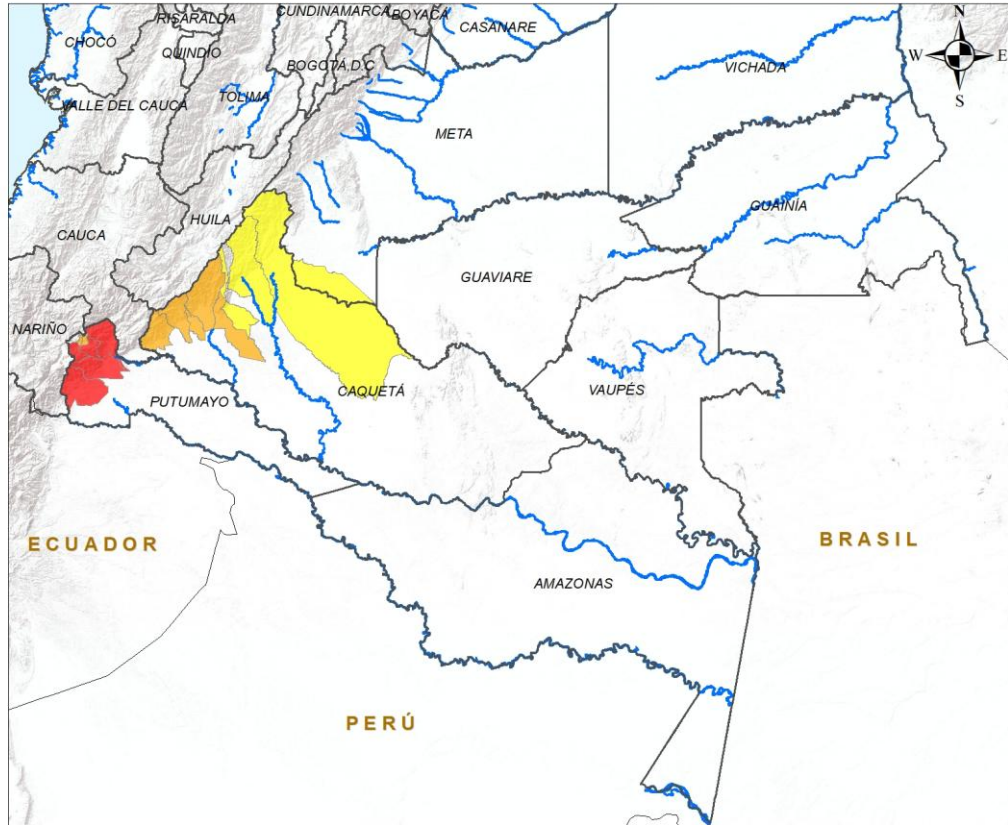 RISARALDA
CUNDINAMARCA
BOYACÁ
CASANARE
N
CHOCÓ
QUINDIO
BOGOTÁ D.C
VICHADA
W
E
S
VALLE DEL CAUCA
TOLIMA
META
HUILA
GUAINÍA
CAUCA
GUAVIARE
NARIÑO
CAQUETÁ
VAUPÉS
PUTUMAYO
ECUADOR
BRASIL
AMAZONAS
PERÚ